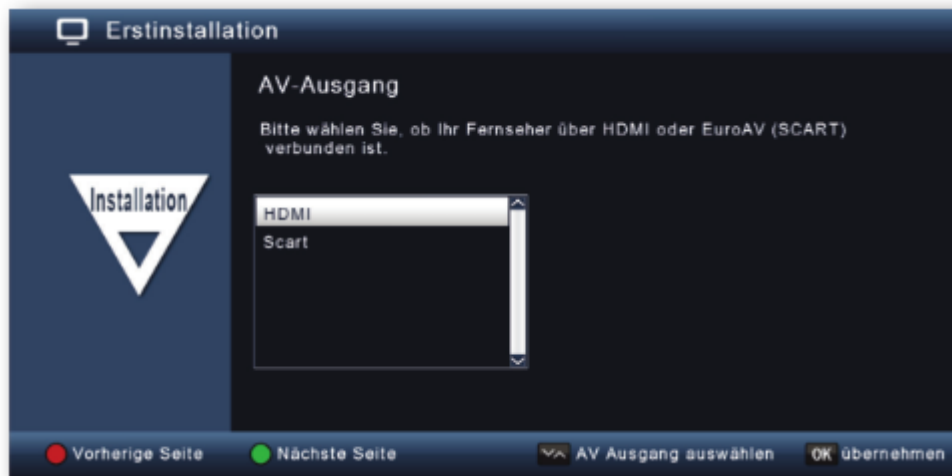 Erstinstallation
AV-Ausgang
Bitte wählen Sie, ob Ihr Fernseher über HDMI oder EuroAV (SCART)
verbunden ist.
Installation
HDMI
Scart
Vorherige Seite
Nächste Seite
AV Ausgang auswählen
OK übernehmen